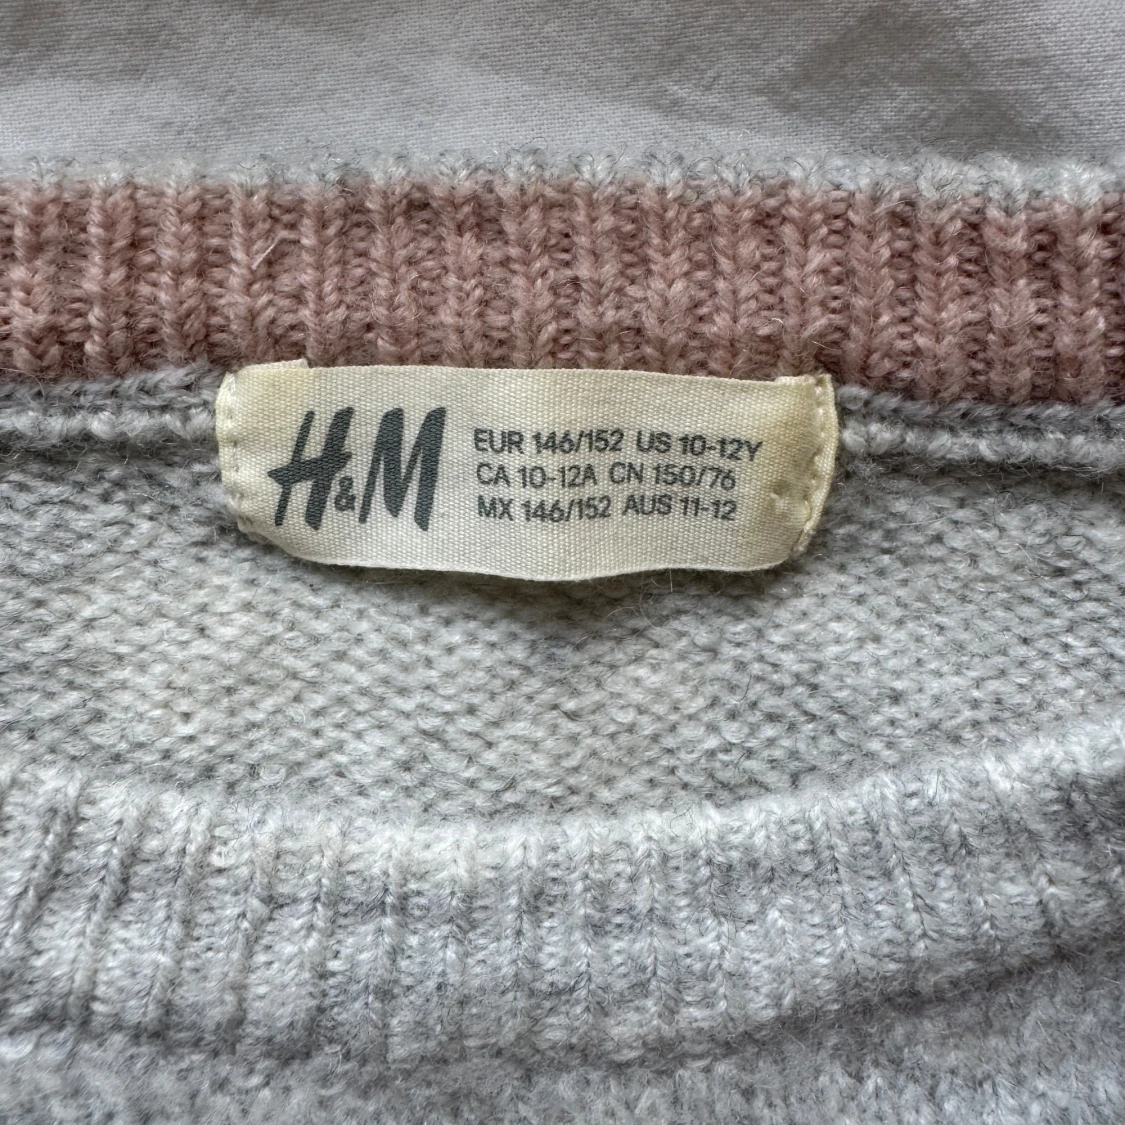 H&M
EUR 146/152 US 10-12Y
CA 10-12A CN 150/76
MX 146/152 AUS 11-12